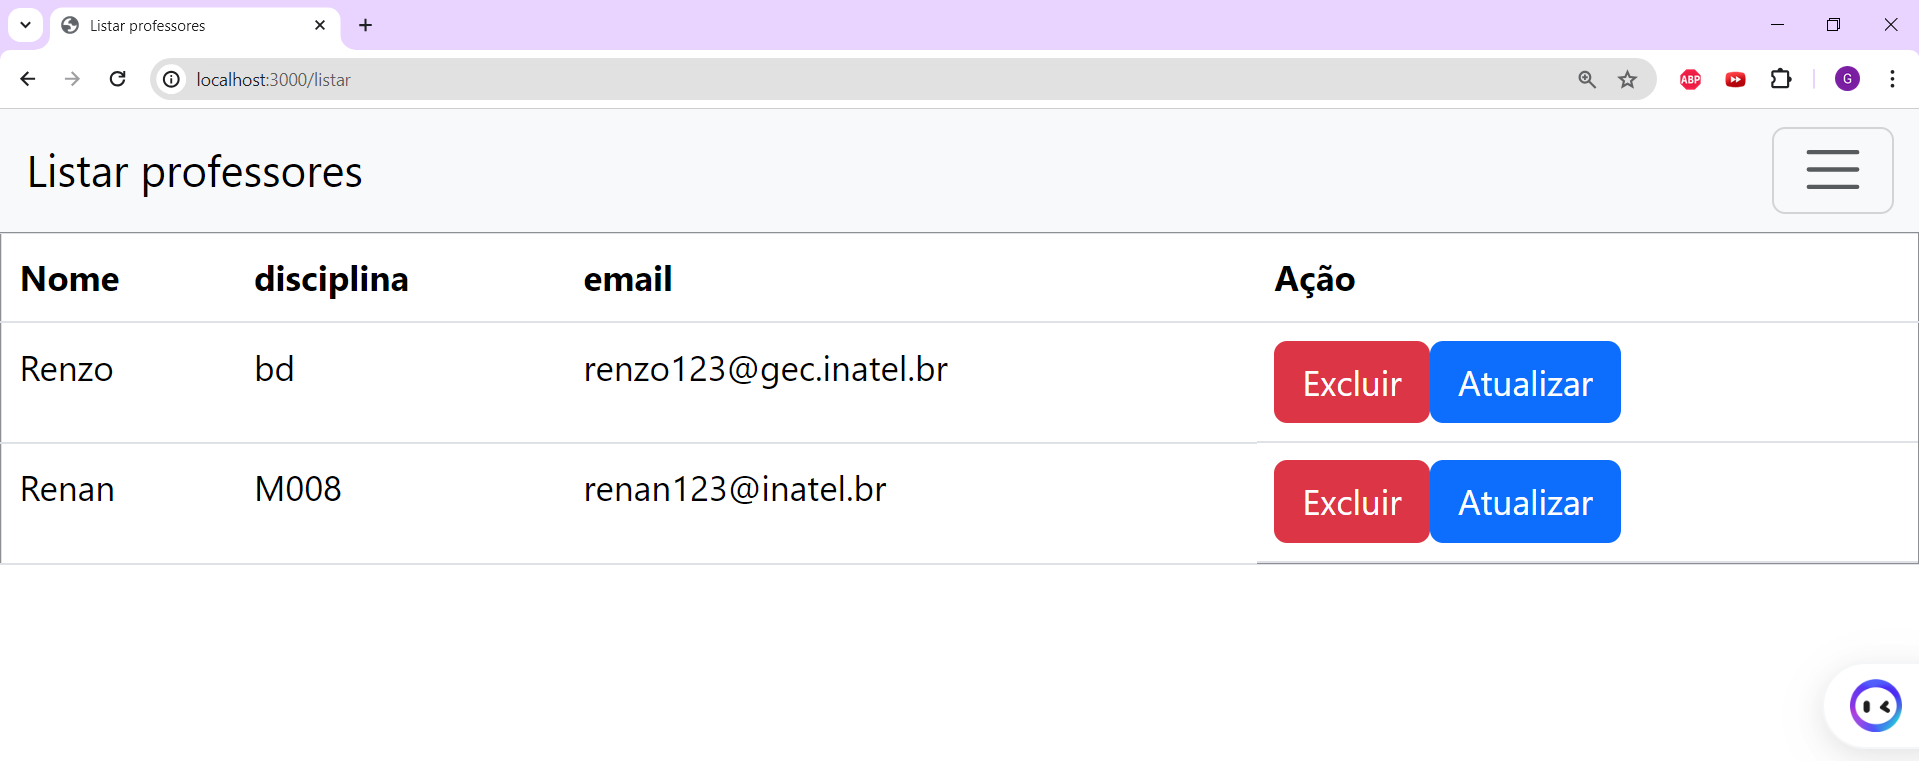 Listar professores
localhost:3000/listar
ABP
G
Listar professores
Nome disciplina email Ação
Renzo bd renzo123@gec.inatel.br Excluir Atualizar
Renan M008 renan123@inatel.br Excluir Atualizar